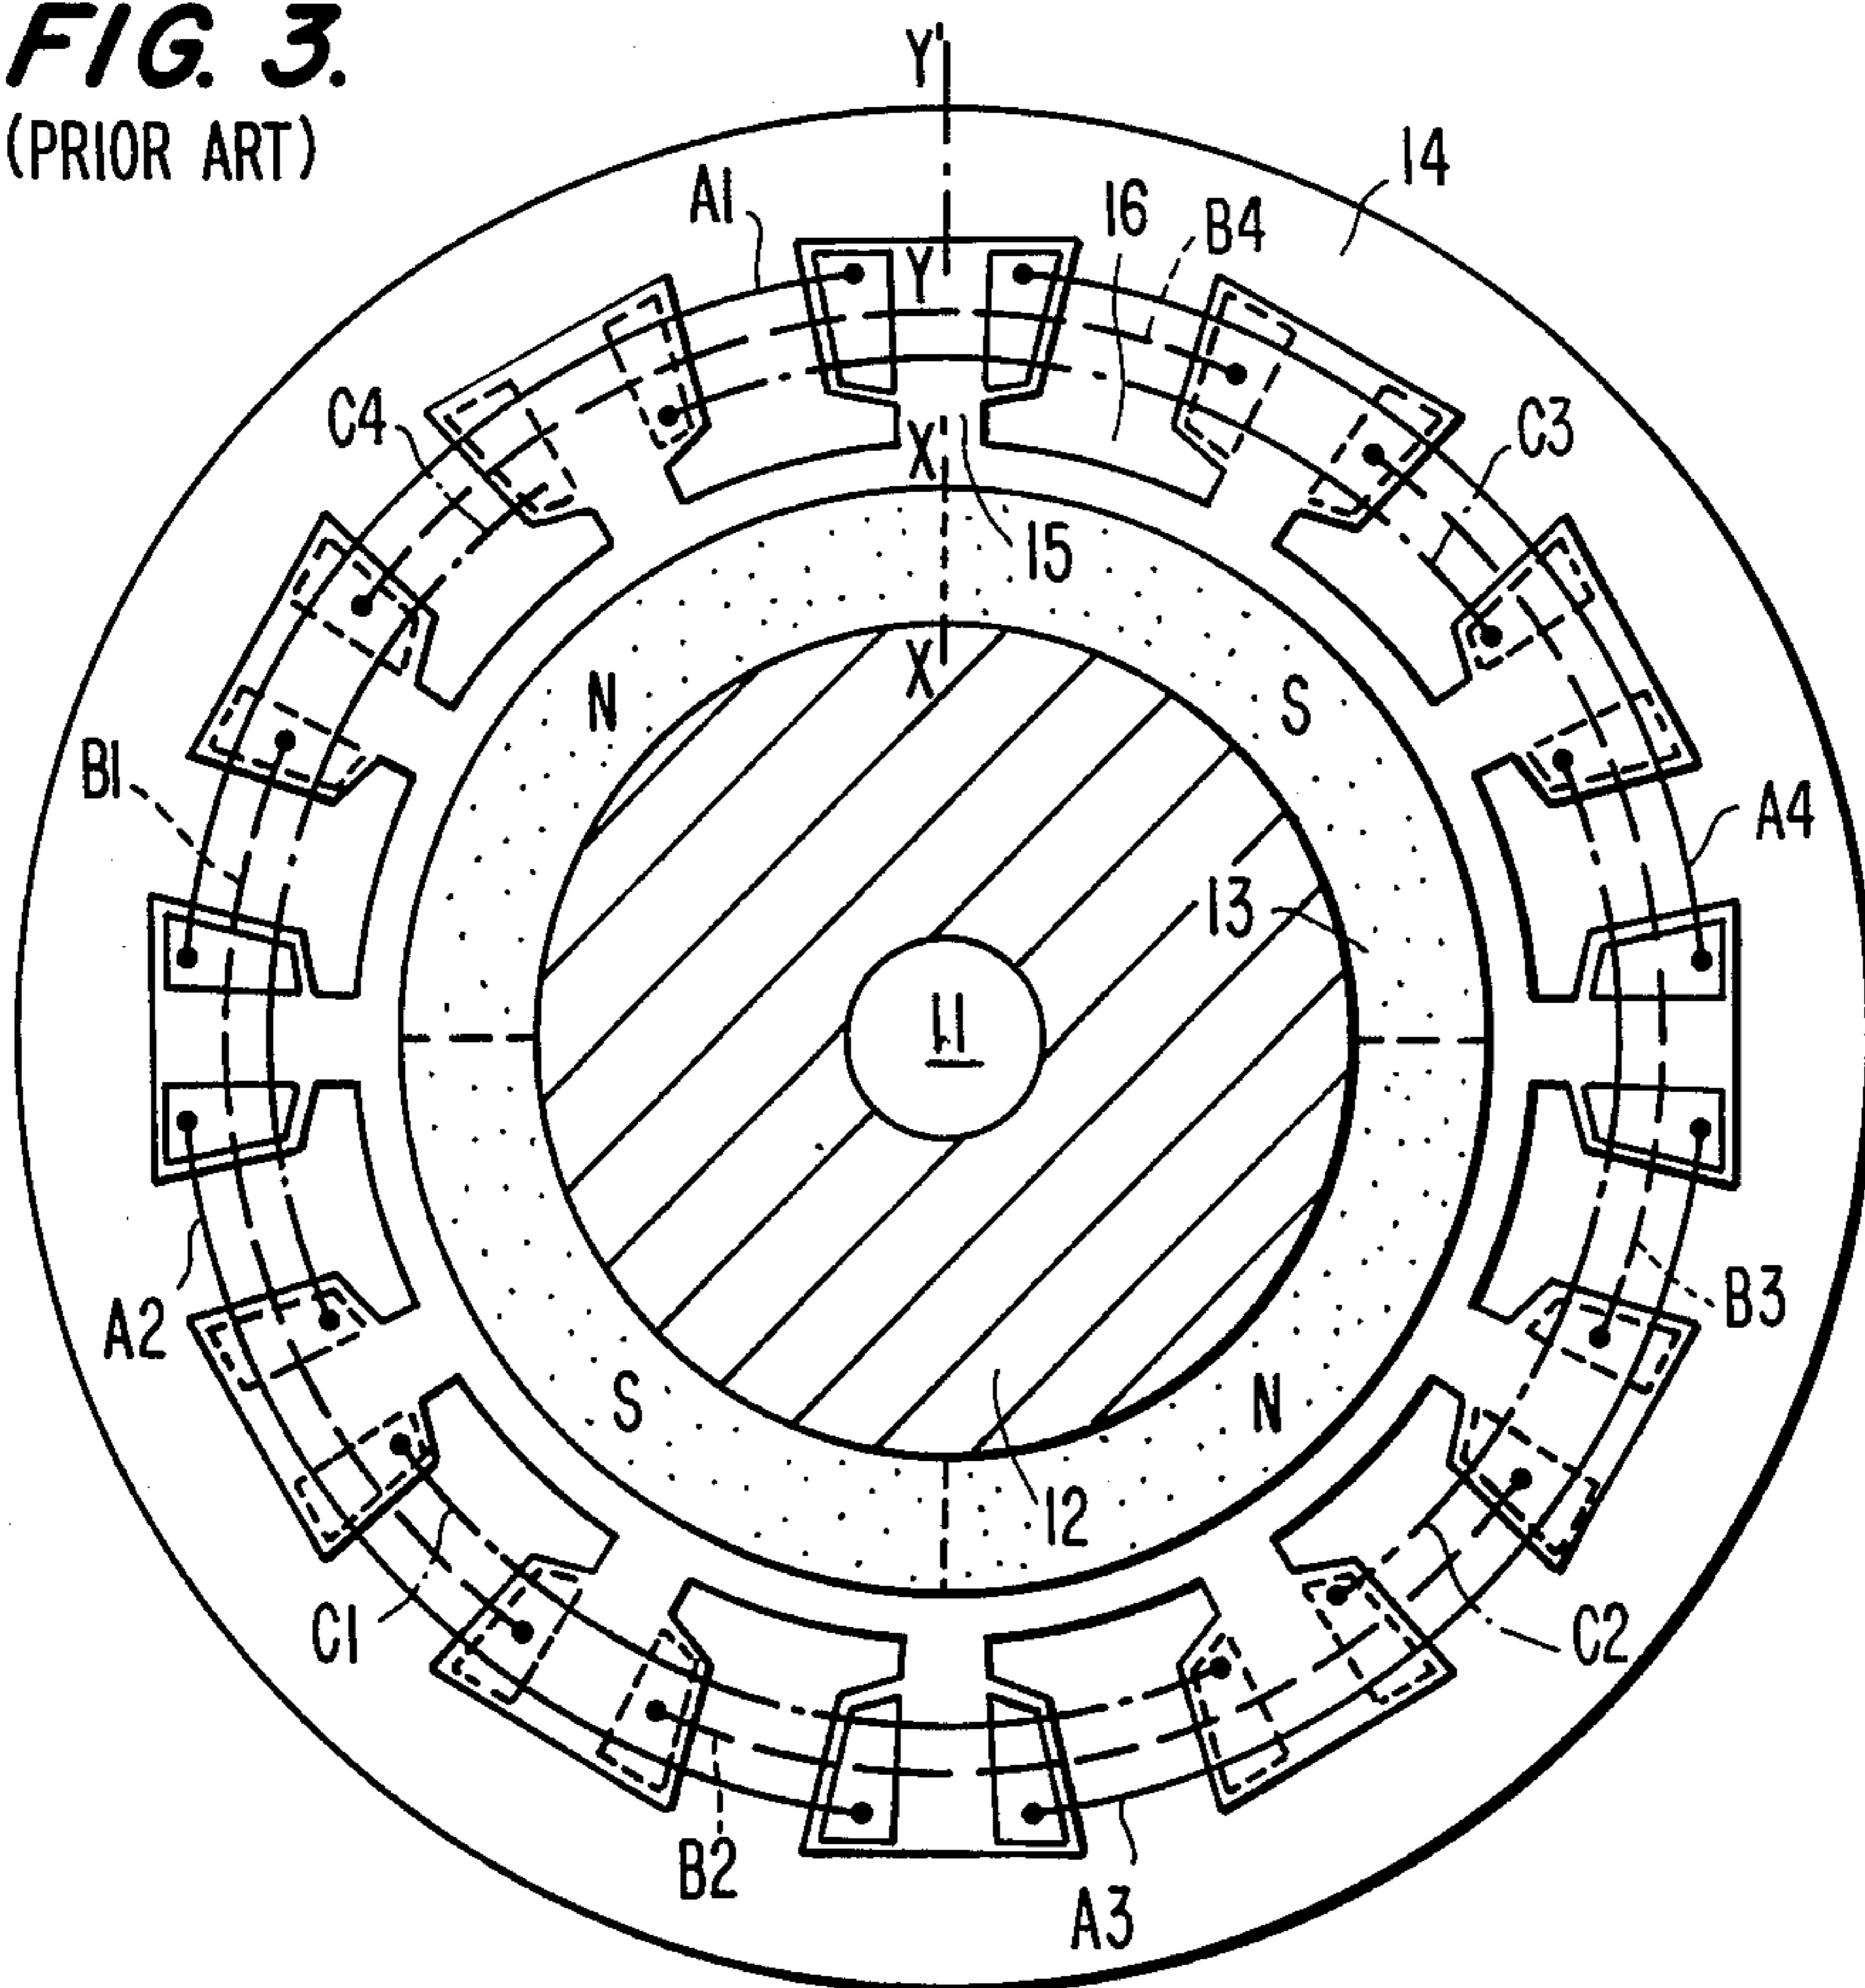 FIG. 3.
(PRIOR ART)
Y'
14
A1
16
B4
Y
C4
C3
X'
15
X
N
S
B1
A4
13
11
A2
B3
S
N
12
C1
C2
B2
A3